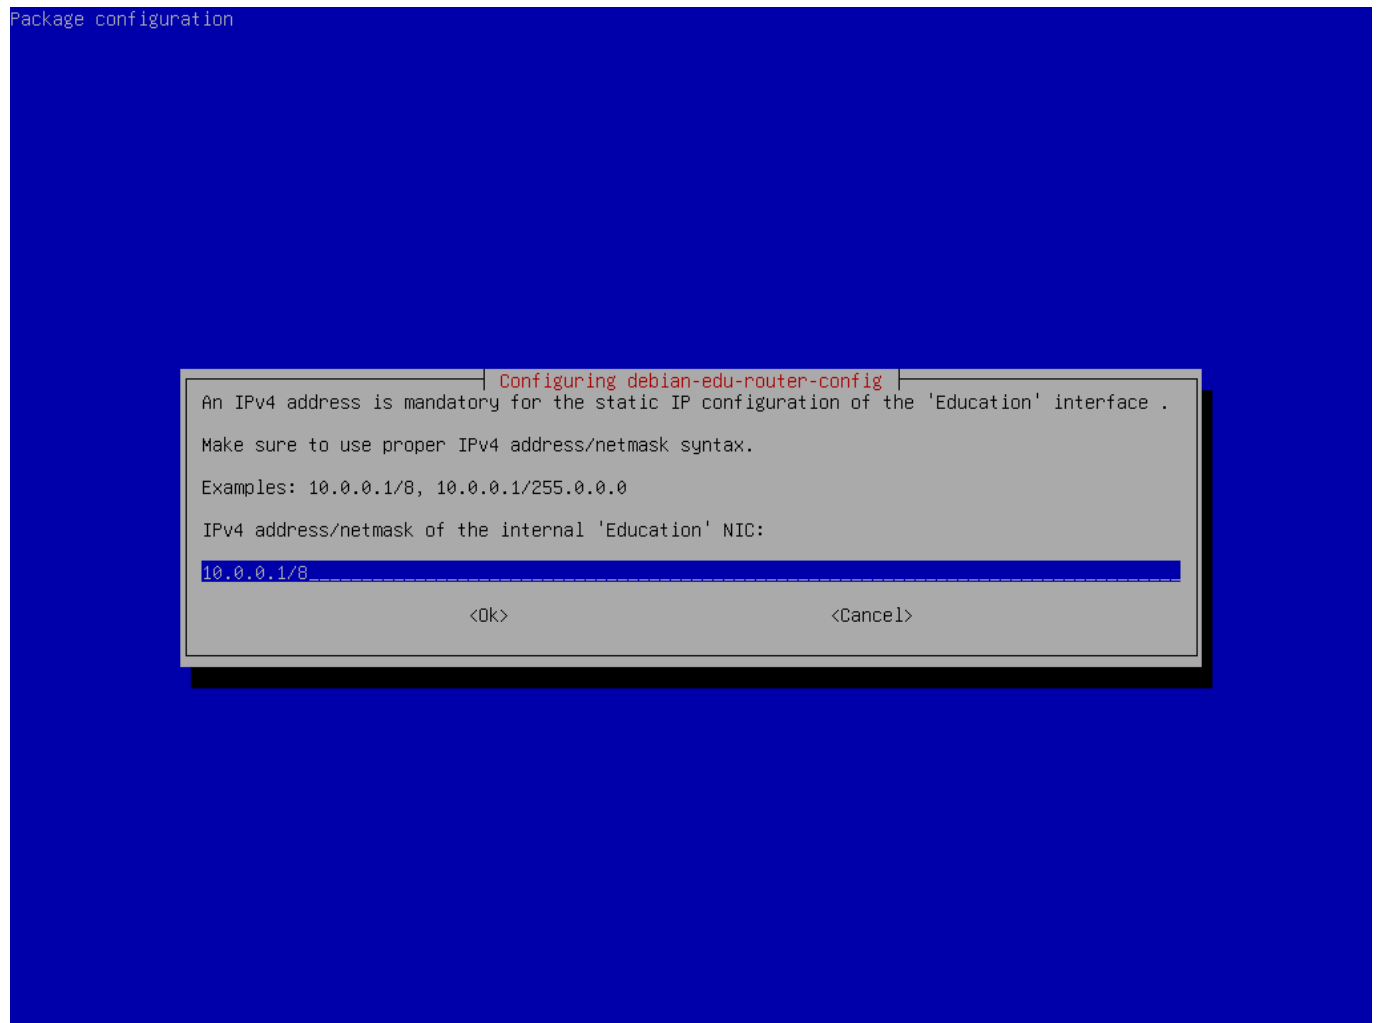 Package configuration
Configuring debian-edu-router-config
An IPv4 address is mandatory for the static IP configuration of the 'Education' interface .
Make sure to use proper IPv4 address/netmask syntax.
Examples: 10.0.0.1/8, 10.0.0.1/255.0.0.0
IPv4 address/netmask of the internal 'Education' NIC:
10.0.0.1/8
<Ok> <Cancel>